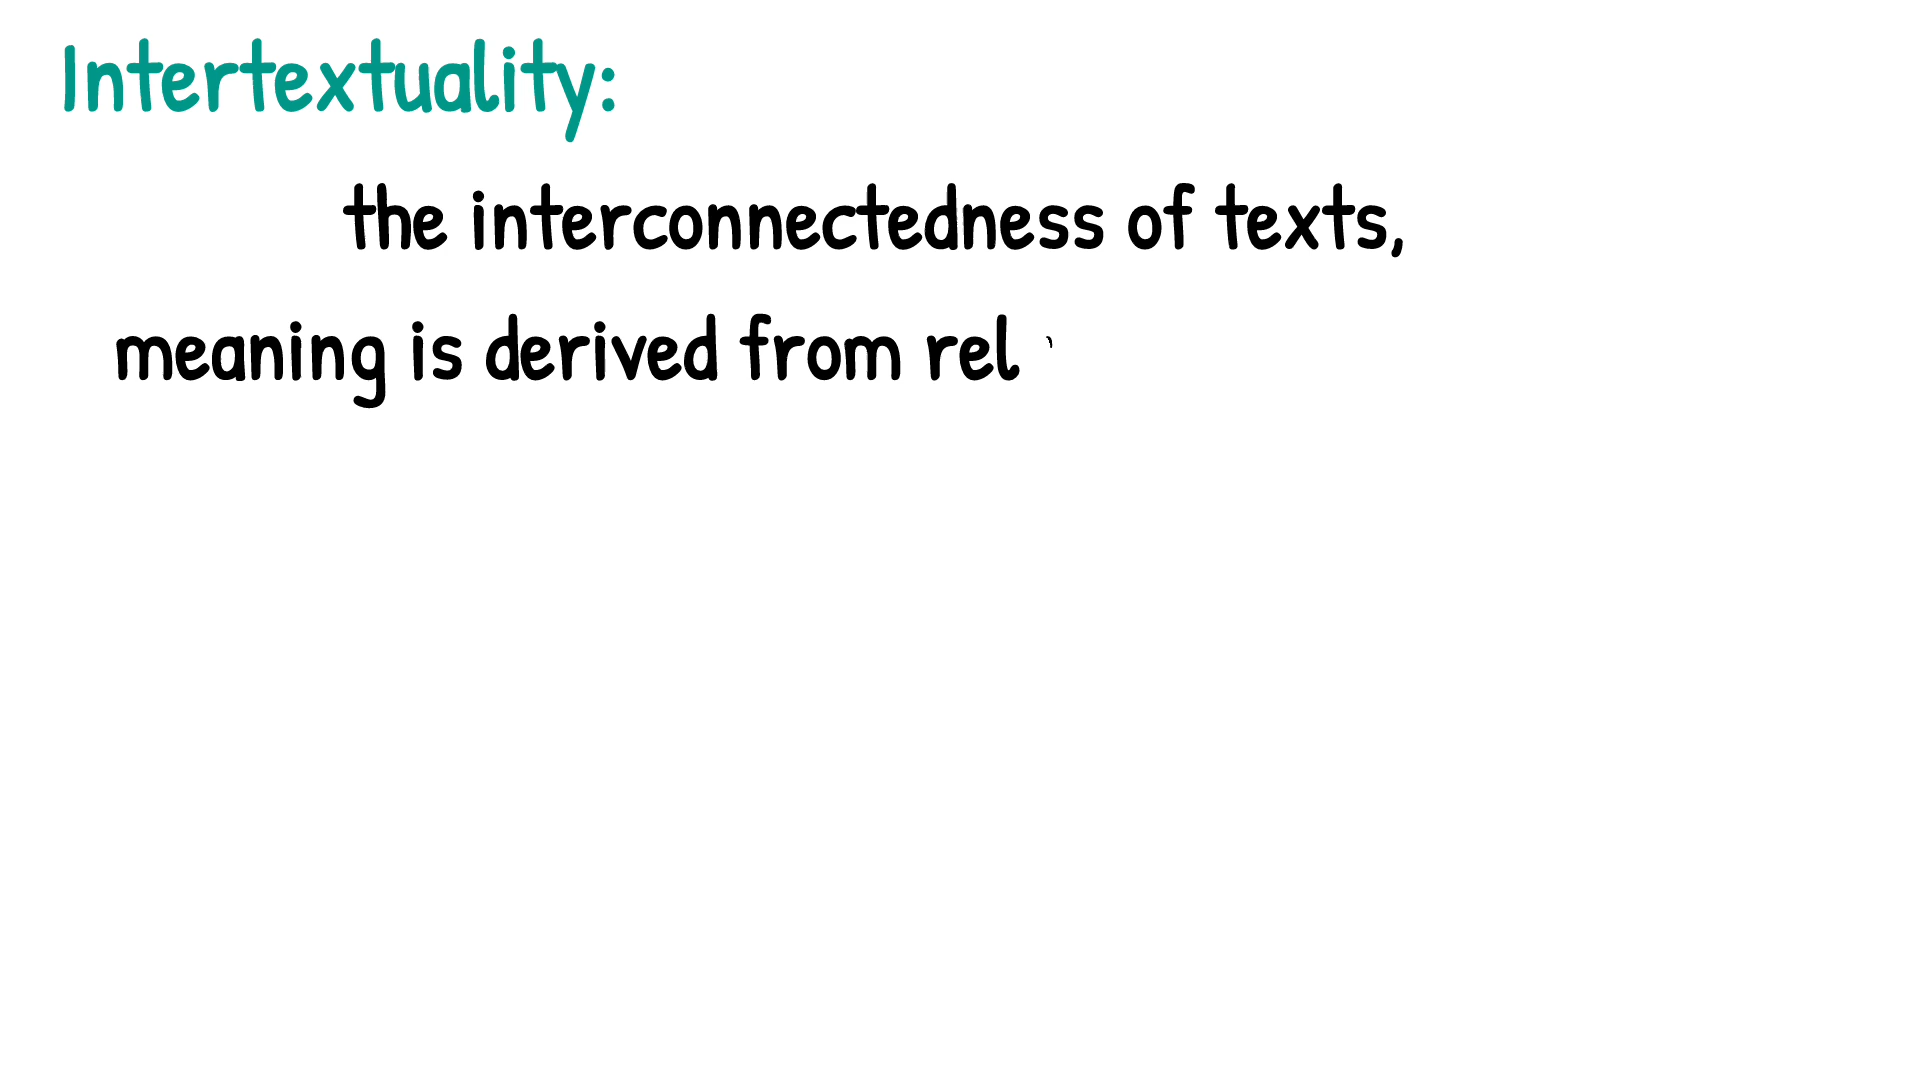 Intertextuality:
the interconnectedness of texts,
meaning is derived from rel